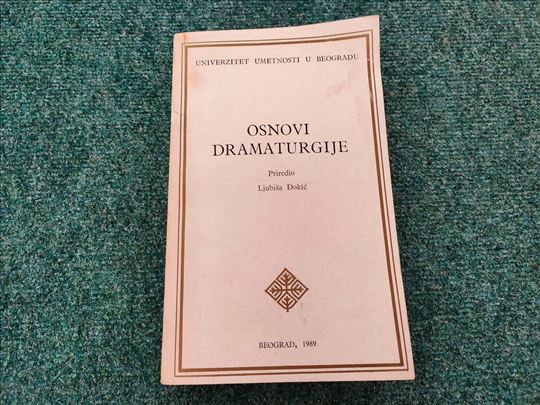 UNIVERZITET UMETNOSTI U BEOGRADU
OSNOVI
DRAMATURGIJE
Priredio
Ljubiša Đokić
BEOGRAD, 1989.